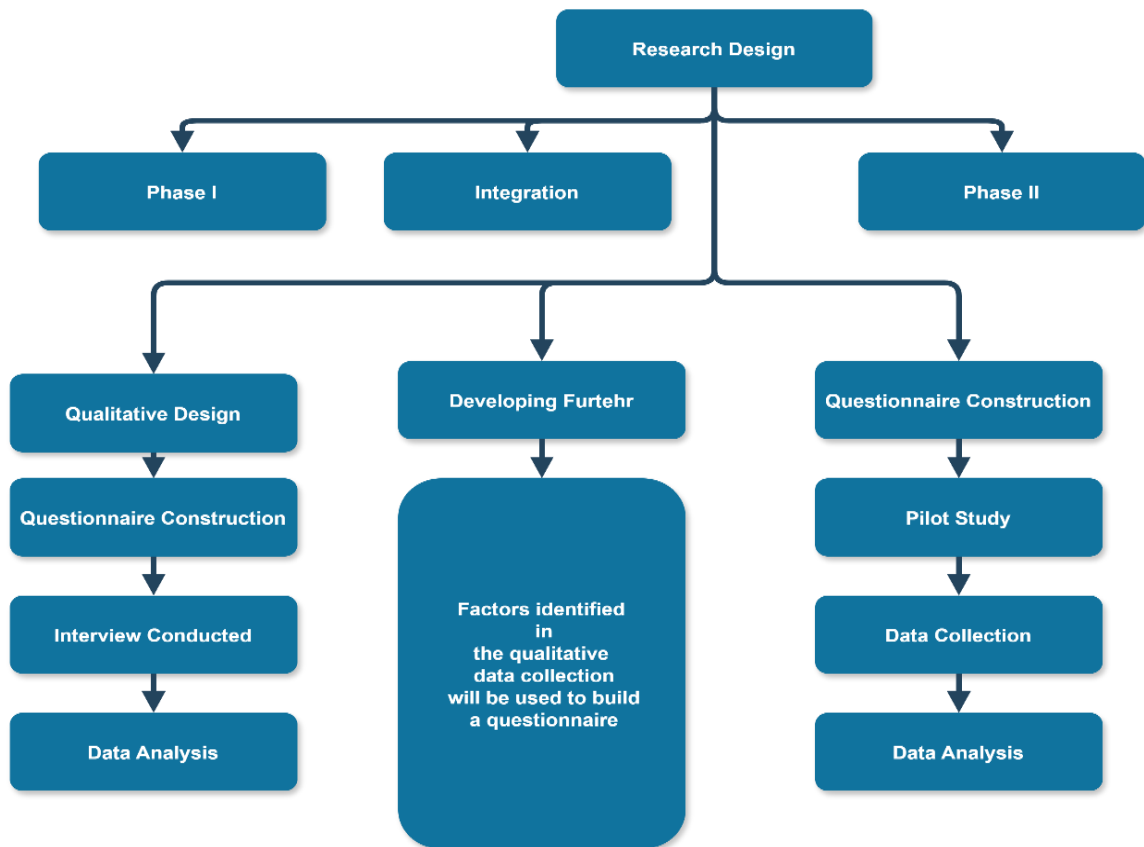 Research Design
Phase I
Integration
Phase II
Qualitative Design
Developing Furtehr
Questionnaire Construction
Questionnaire Construction
Pilot Study
Interview Conducted
Factors identified
in
the qualitative
data collection
will be used to build
a questionnaire
Data Collection
Data Analysis
Data Analysis